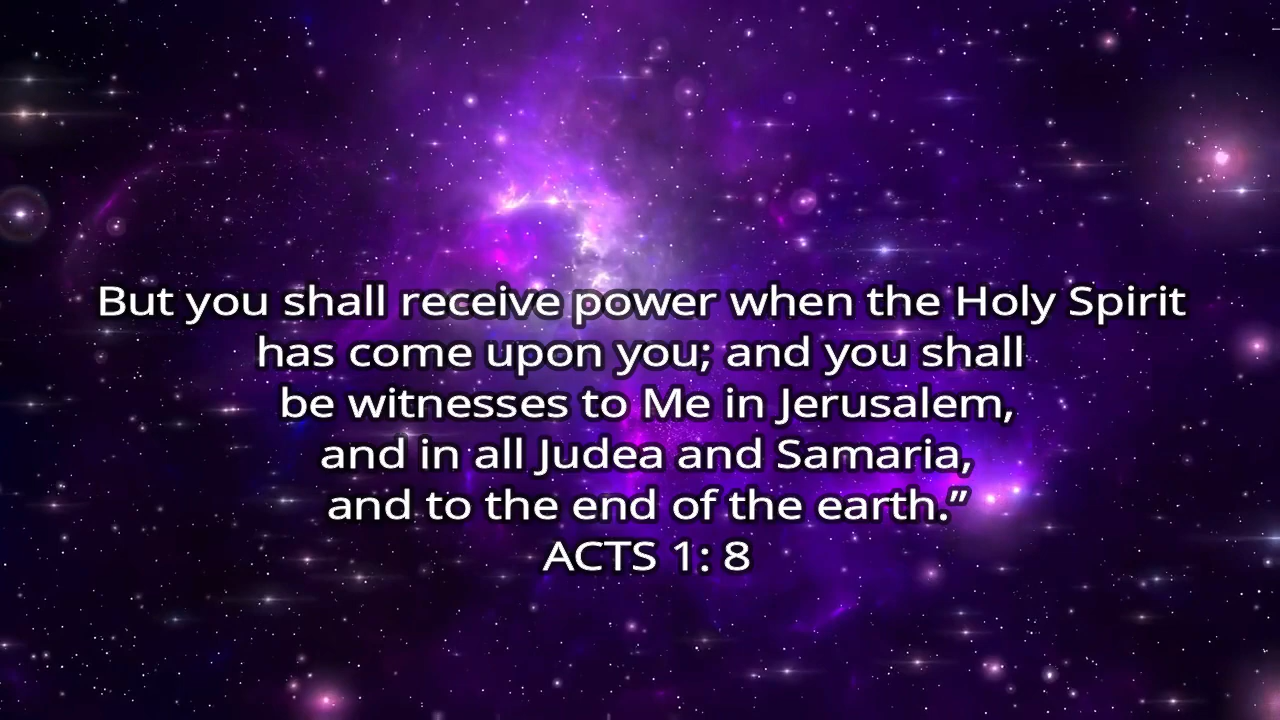 But you shall receive power when the Holy Spirit
has come upon you; and you shall
be witnesses to Me in Jerusalem,
and in all Judea and Samaria,
and to the end of the earth.”
ACTS 1: 8